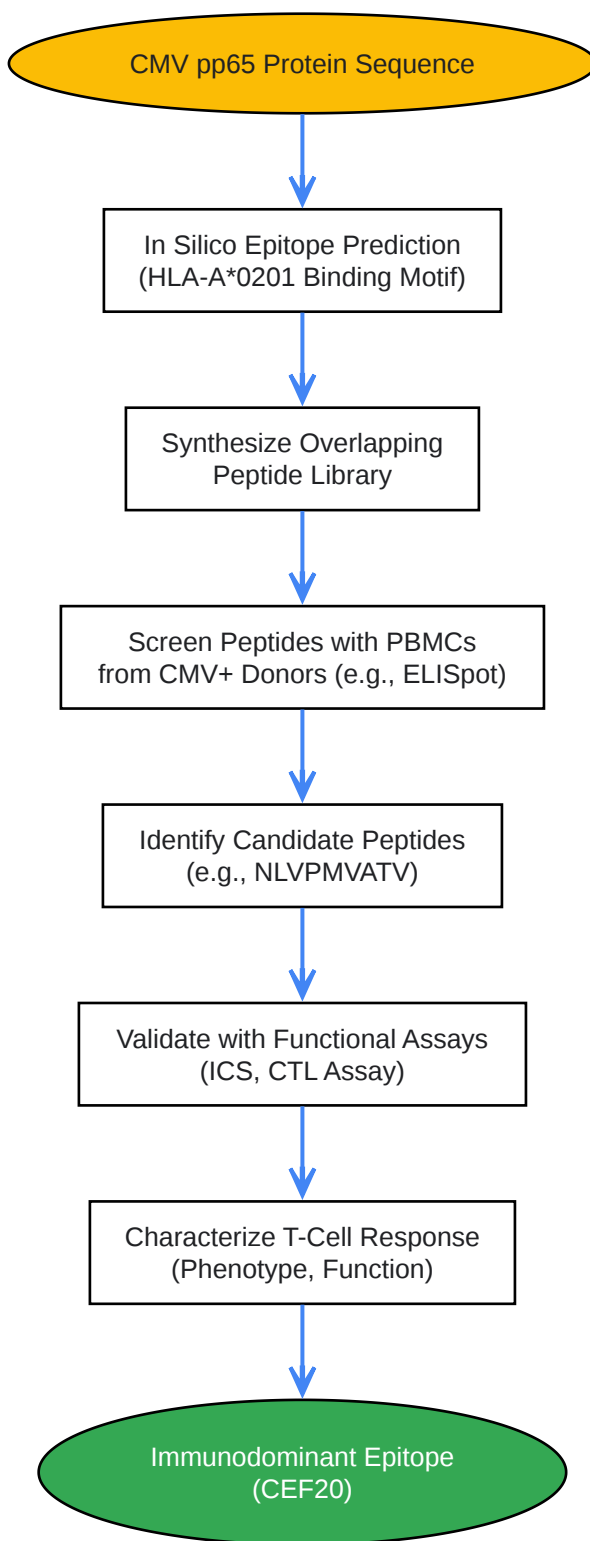 CMV pp65 Protein Sequence
In Silico Epitope Prediction
(HLA-A*0201 Binding Motif)
Synthesize Overlapping
Peptide Library
Screen Peptides with PBMCs
from CMV+ Donors (e.g., ELISpot)
Identify Candidate Peptides
(e.g., NLVPMVATV)
Validate with Functional Assays
(ICS, CTL Assay)
Characterize T-Cell Response
(Phenotype, Function)
Immunodominant Epitope
(CEF20)